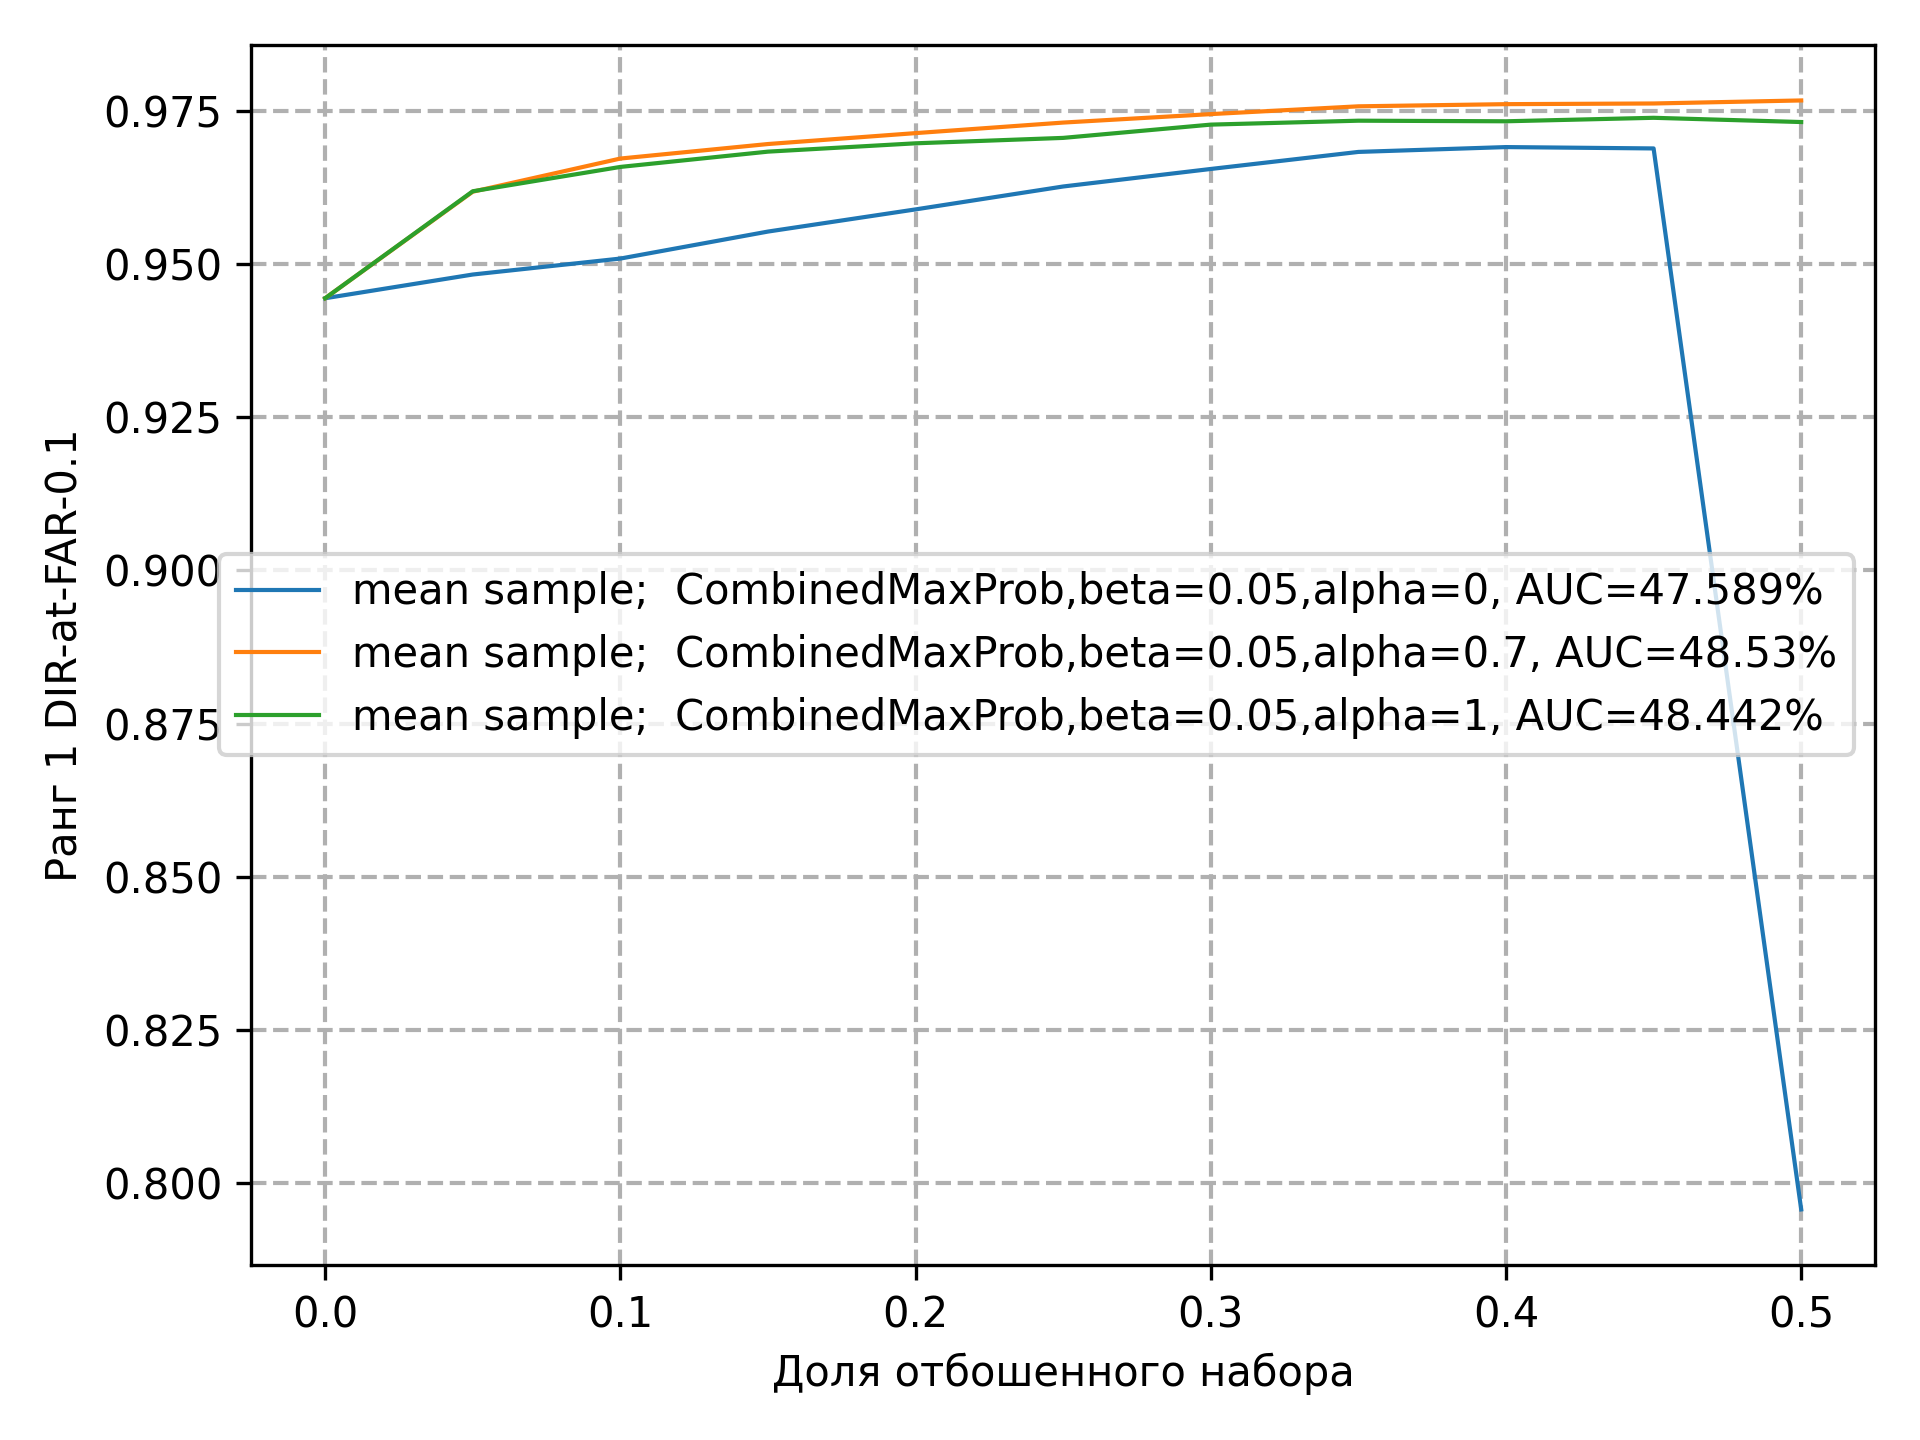 0.975
0.950
0.925
0.900
0.875
0.850
0.825
0.800
Ранг 1 DIR-at-FAR-0.1
mean sample;  CombinedMaxProb,beta=0.05,alpha=0, AUC=47.589%
mean sample;  CombinedMaxProb,beta=0.05,alpha=0.7, AUC=48.53%
mean sample;  CombinedMaxProb,beta=0.05,alpha=1, AUC=48.442%
0.0 0.1 0.2 0.3 0.4 0.5
Доля отбошенного набора